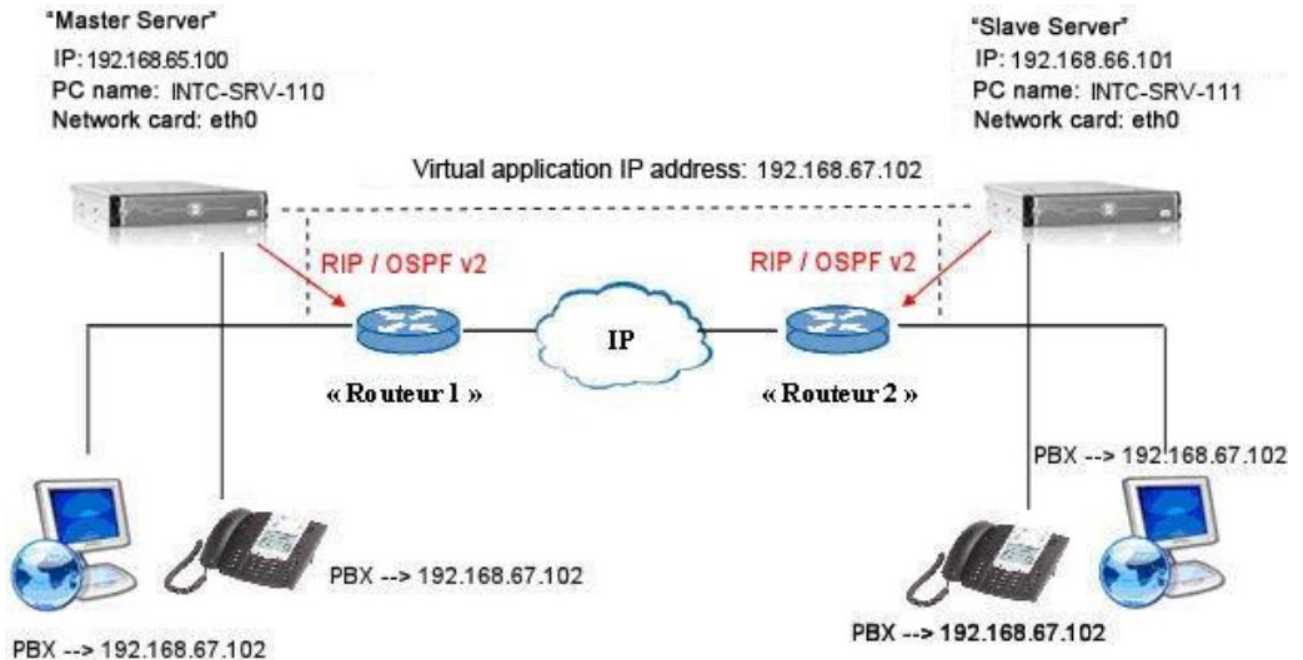 "Master Server"
IP: 192.168.65.100
PC name: INTC-SRV-110
Network card: eth0
"Slave Server"
IP: 192.168.66.101
PC name: INTC-SRV-111
Network card: eth0
Virtual application IP address: 192.168.67.102
RIP / OSPF v2
RIP / OSPF v2
IP
« Routeur 1 »
« Routeur 2 »
PBX --> 192.168.67.102
PBX --> 192.168.67.102
PBX --> 192.168.67.102
PBX --> 192.168.67.102